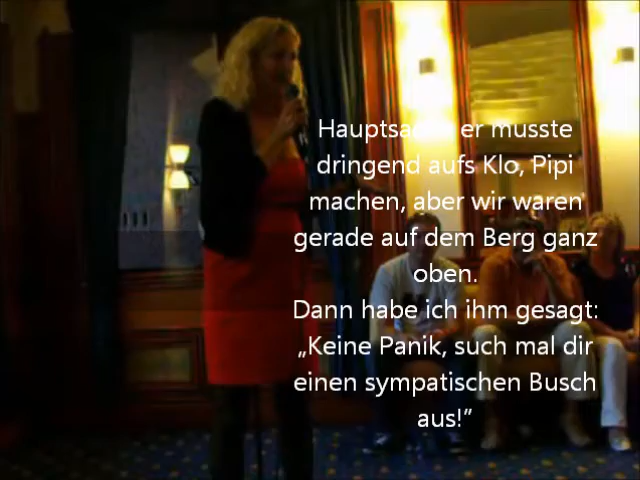 Hauptsache er musste
dringend aufs Klo, Pipi
machen, aber wir waren
gerade auf dem Berg ganz
oben.
Dann habe ich ihm gesagt:
„Keine Panik, such mal dir
einen sympatischen Busch
aus!”